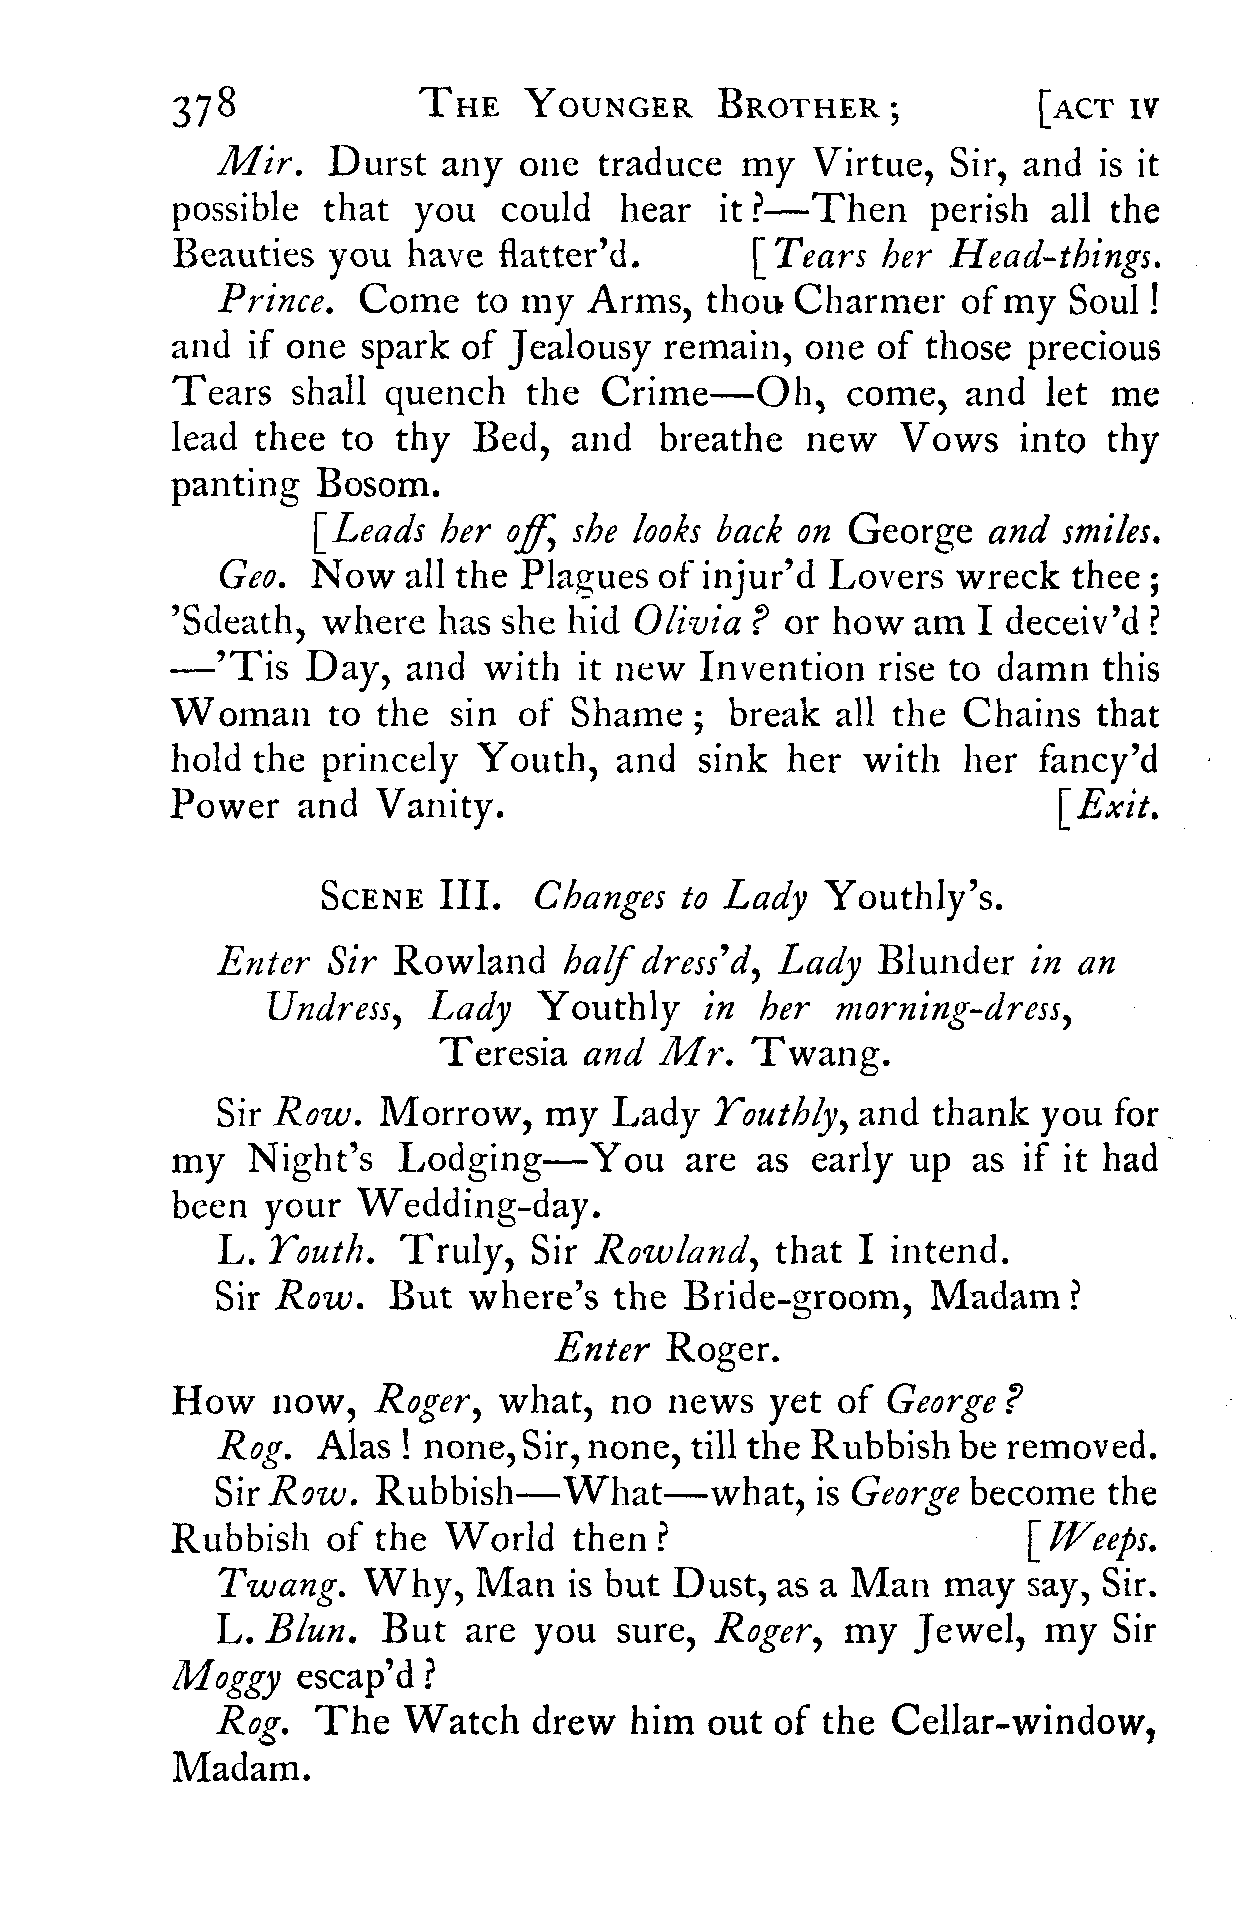 378 The Younger Brother; [ACT IV
Mir. Durst any one traduce my Virtue, Sir, and is it
possible that you could hear it?—Then perish all the
Beauties you have flatter'd. [Tears her Head-things.
Prince. Come to my Arms, thou Charmer of my Soul!
and if one spark of Jealousy remain, one of those precious
Tears shall quench the Crime—Oh, come, and let me
lead thee to thy Bed, and breathe new Vows into thy
panting Bosom.
[Leads her off, she looks back on George and smiles.
Geo. Now all the Plagues of injur'd Lovers wreck thee;
'Sdeath, where has she hid Olivia? or how am I deceiv'd?
—'Tis Day, and with it new Invention rise to damn this
Woman to the sin of Shame; break all the Chains that
hold the princely Youth, and sink her with her fancy'd
Power and Vanity. [Exit.
Scene III. Changes to Lady Youthly's.
Enter Sir Rowland half dress'd, Lady Blunder in an
Undress, Lady Youthly in her morning-dress,
Teresia and Mr. Twang.
Sir Row. Morrow, my Lady Youthly, and thank you for
my Night's Lodging—You are as early up as if it had
been your Wedding-day.
L. Youth. Truly, Sir Rowland, that I intend.
Sir Row. But where's the Bride-groom, Madam?
Enter Roger.
How now, Roger, what, no news yet of George?
Rog. Alas! none, Sir, none, till the Rubbish be removed.
Sir Row. Rubbish—What—what, is George become the
Rubbish of the World then? [Weeps.
Twang. Why, Man is but Dust, as a Man may say, Sir.
L. Blun. But are you sure, Roger, my Jewel, my Sir
Moggy escap'd?
Rog. The Watch drew him out of the Cellar-window,
Madam.